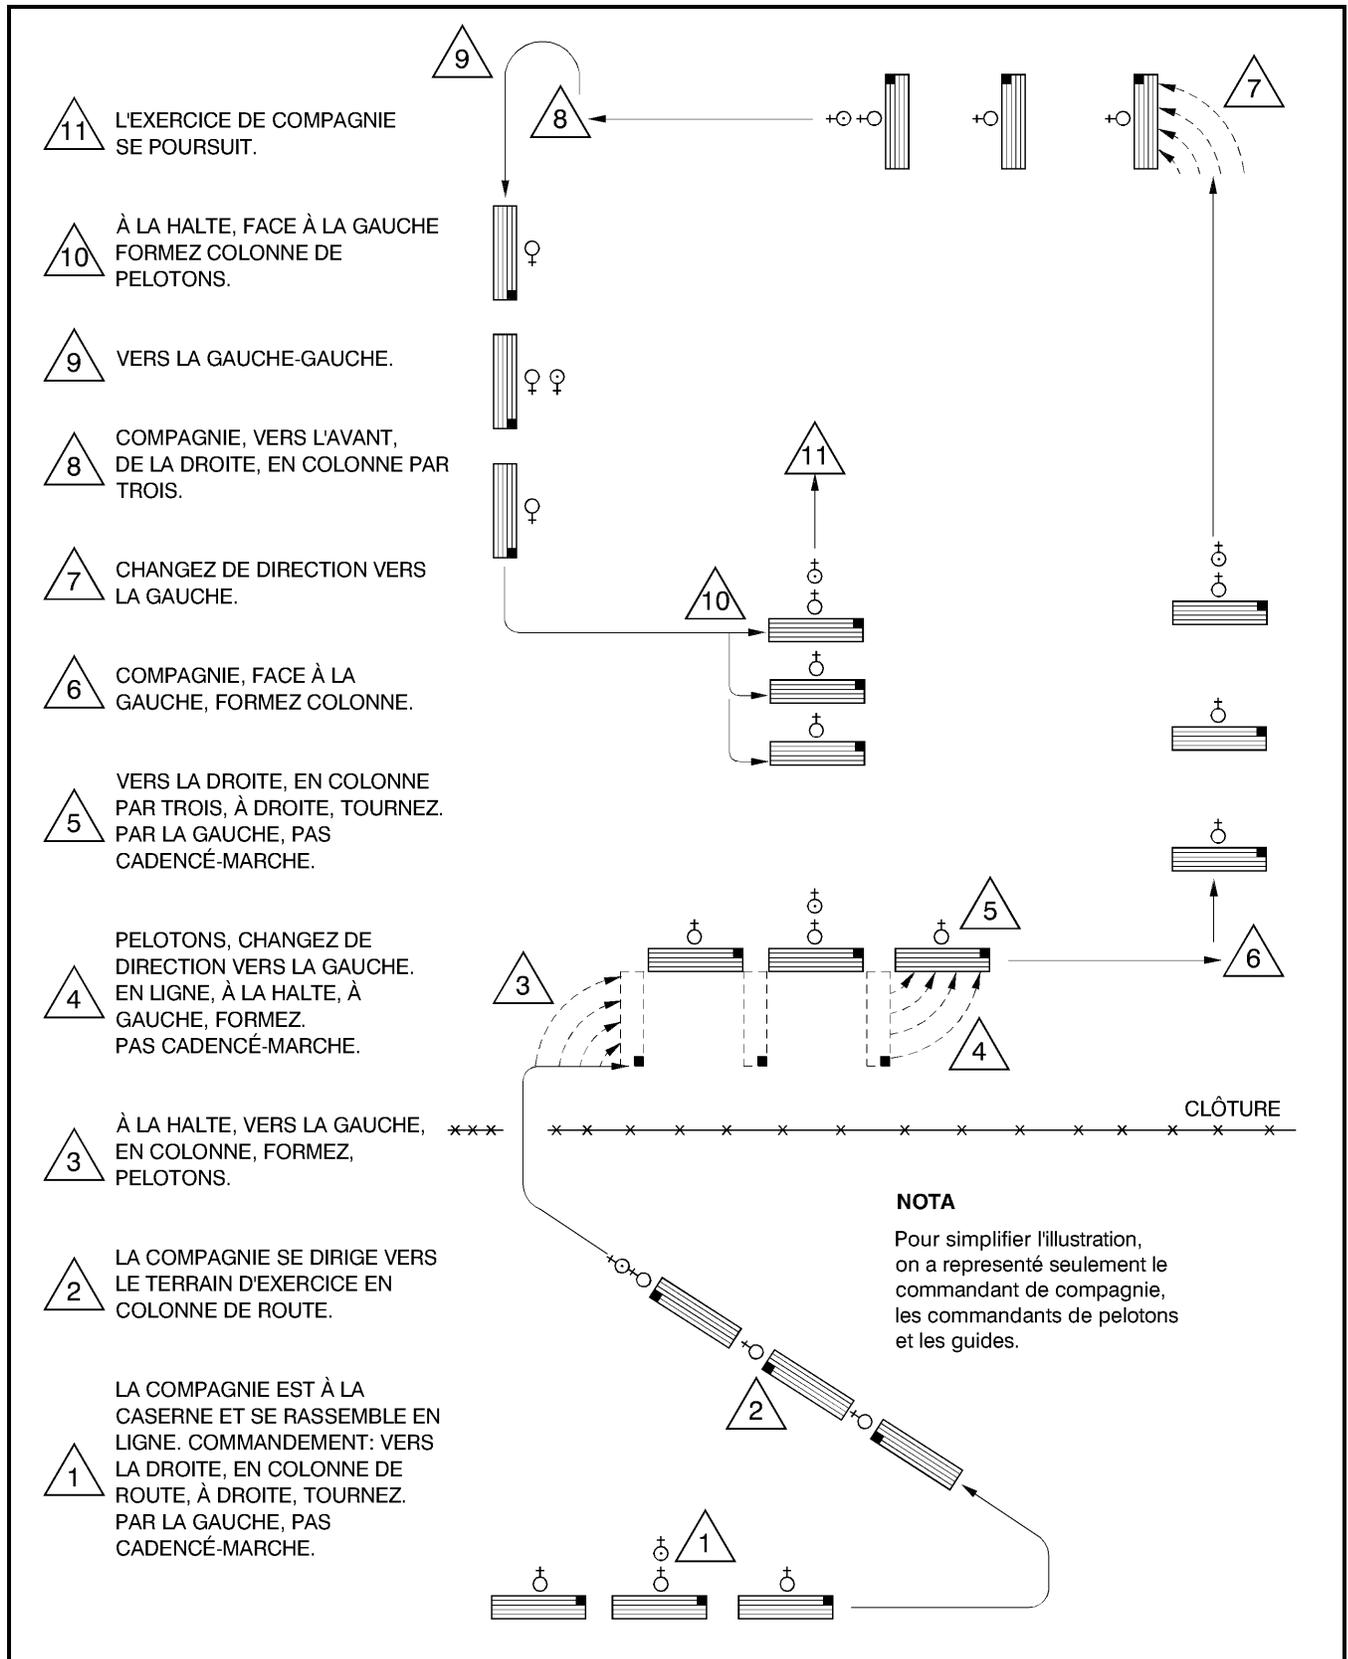 11
L'EXERCICE DE COMPAGNIE
SE POURSUIT.
10
À LA HALTE, FACE À LA GAUCHE
FORMEZ COLONNE DE
PELOTONS.
9
VERS LA GAUCHE-GAUCHE.
8
COMPAGNIE, VERS L'AVANT,
DE LA DROITE, EN COLONNE PAR
TROIS.
7
CHANGEZ DE DIRECTION VERS
LA GAUCHE.
6
COMPAGNIE, FACE À LA
GAUCHE, FORMEZ COLONNE.
5
VERS LA DROITE, EN COLONNE
PAR TROIS, À DROITE, TOURNEZ.
PAR LA GAUCHE, PAS
CADENCÉ-MARCHE.
4
PELOTONS, CHANGEZ DE
DIRECTION VERS LA GAUCHE.
EN LIGNE, À LA HALTE, À
GAUCHE, FORMEZ.
PAS CADENCÉ-MARCHE.
3
À LA HALTE, VERS LA GAUCHE,
EN COLONNE, FORMEZ,
PELOTONS.
2
LA COMPAGNIE SE DIRIGE VERS
LE TERRAIN D'EXERCICE EN
COLONNE DE ROUTE.
1
LA COMPAGNIE EST À LA
CASERNE ET SE RASSEMBLE EN
LIGNE. COMMANDEMENT: VERS
LA DROITE, EN COLONNE DE
ROUTE, À DROITE, TOURNEZ.
PAR LA GAUCHE, PAS
CADENCÉ-MARCHE.
9
8
7
11
10
5
6
3
4
CLÔTURE
NOTA
Pour simplifier l'illustration,
on a representé seulement le
commandant de compagnie,
les commandants de pelotons
et les guides.
2
1